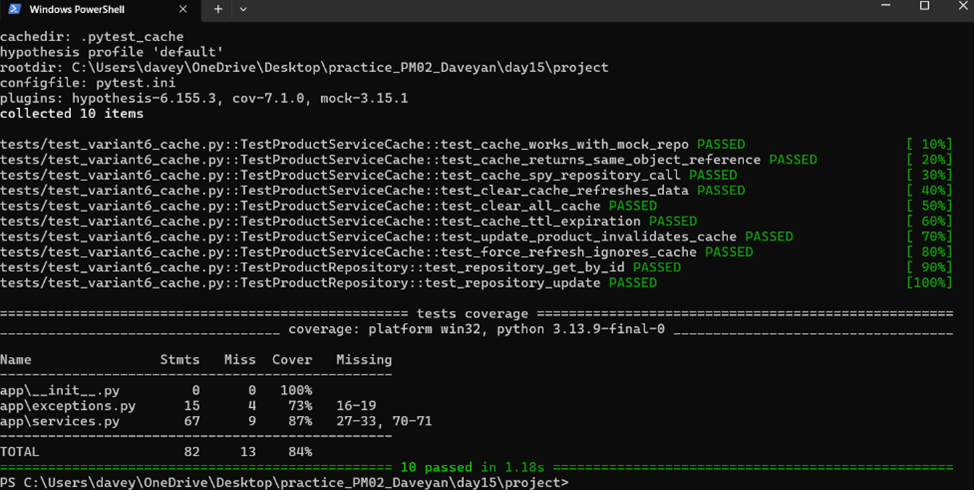 Windows PowerShell
cachedir: .pytest_cache
hypothesis profile 'default'
rootdir: C:\Users\davey\OneDrive\Desktop\practice_PM02_Daveyan\day15\project
configfile: pytest.ini
plugins: hypothesis-6.155.3, cov-7.1.0, mock-3.15.1
collected 10 items
tests/test_variant6_cache.py::TestProductServiceCache::test_cache_works_with_mock_repo PASSED [ 10%]
tests/test_variant6_cache.py::TestProductServiceCache::test_cache_returns_same_object_reference PASSED [ 20%]
tests/test_variant6_cache.py::TestProductServiceCache::test_cache_spy_repository_call PASSED [ 30%]
tests/test_variant6_cache.py::TestProductServiceCache::test_clear_cache_refreshes_data PASSED [ 40%]
tests/test_variant6_cache.py::TestProductServiceCache::test_clear_all_cache PASSED [ 50%]
tests/test_variant6_cache.py::TestProductServiceCache::test_cache_ttl_expiration PASSED [ 60%]
tests/test_variant6_cache.py::TestProductServiceCache::test_update_product_invalidates_cache PASSED [ 70%]
tests/test_variant6_cache.py::TestProductServiceCache::test_force_refresh_ignores_cache PASSED [ 80%]
tests/test_variant6_cache.py::TestProductRepository::test_repository_get_by_id PASSED [ 90%]
tests/test_variant6_cache.py::TestProductRepository::test_repository_update PASSED [100%]
================================================= tests coverage ==================================================
__________________________________ coverage: platform win32, python 3.13.9-final-0 __________________________________
Name Stmts Miss Cover Missing
-----------------------------------------------
app\__init__.py 0 0 100%
app\exceptions.py 15 4 73% 16-19
app\services.py 67 9 87% 27-33, 70-71
-----------------------------------------------
TOTAL 82 13 84%
=============================================== 10 passed in 1.18s ================================================
PS C:\Users\davey\OneDrive\Desktop\practice_PM02_Daveyan\day15\project>